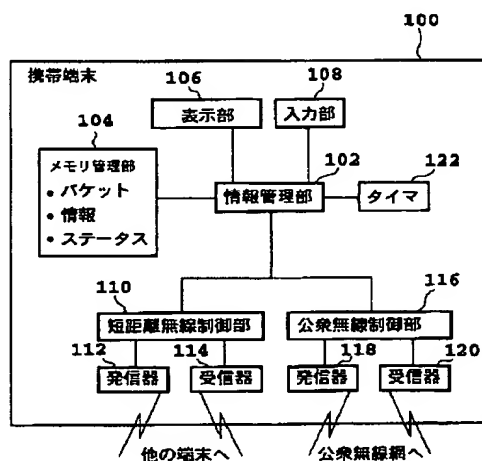 100
携帯端末
106
108
表示部
入力部
104
メモリ管理部
• パケット
• 情報
• ステータス
102
情報管理部
122
タイマ
110
短距離無線制御部
116
公衆無線制御部
112
発信器
114
受信器
118
発信器
120
受信器
他の端末へ
公衆無線網へ